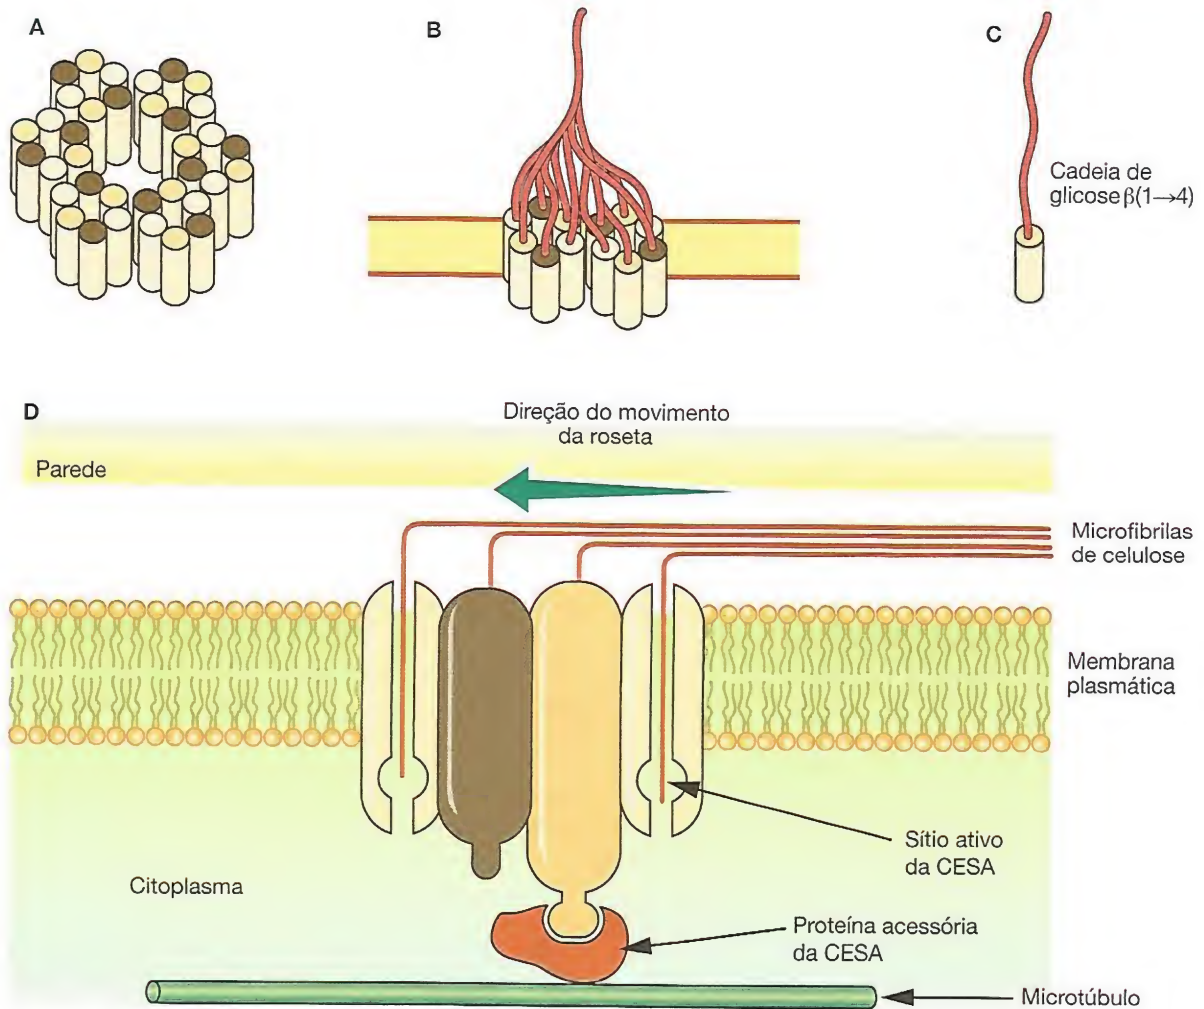 A
B
C
Cadeia de
glicose β(1→4)
D
Direção do movimento
da roseta
Parede
Microfibrilas
de celulose
Membrana
plasmática
Sítio ativo
da CESA
Citoplasma
Proteína acessória
da CESA
Microtúbulo